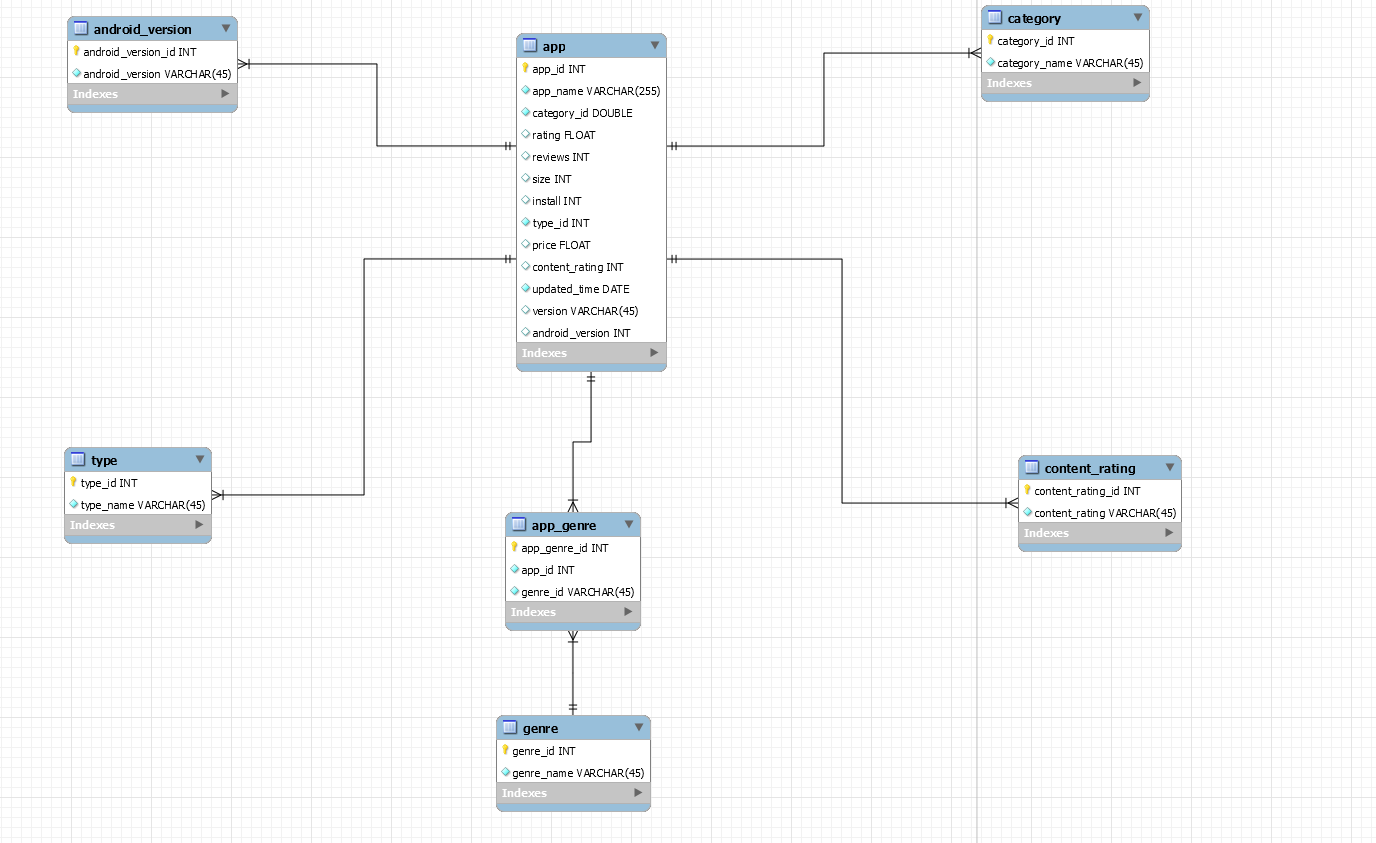 android_version
android_version_id INT
android_version VARCHAR(45)
Indexes
app
app_id INT
app_name VARCHAR(255)
category_id DOUBLE
rating FLOAT
reviews INT
size INT
install INT
type_id INT
price FLOAT
content_rating INT
updated_time DATE
version VARCHAR(45)
android_version INT
Indexes
category
category_id INT
category_name VARCHAR(45)
Indexes
type
type_id INT
type_name VARCHAR(45)
Indexes
content_rating
content_rating_id INT
content_rating VARCHAR(45)
Indexes
app_genre
app_genre_id INT
app_id INT
genre_id VARCHAR(45)
Indexes
genre
genre_id INT
genre_name VARCHAR(45)
Indexes